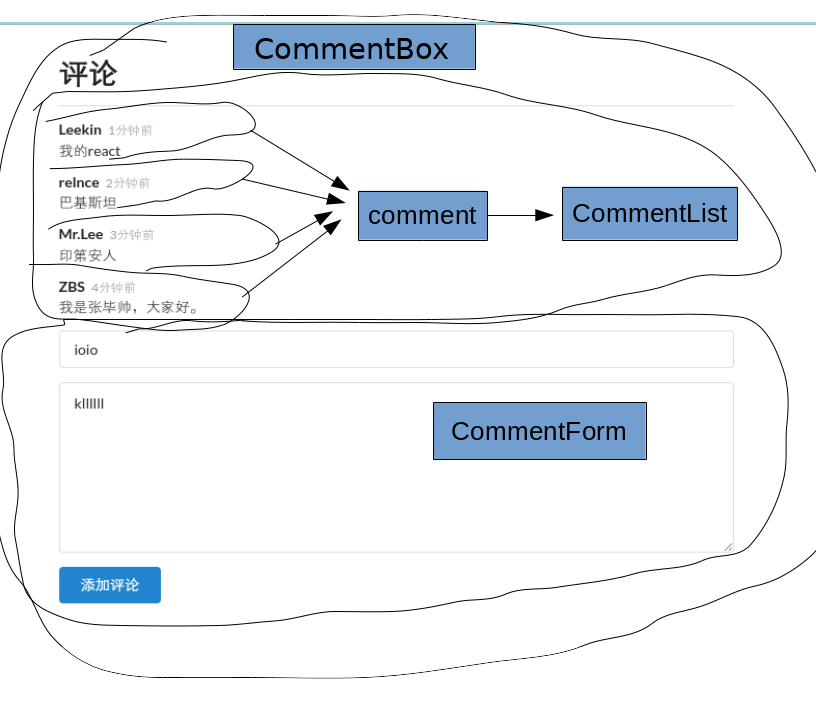 CommentBox
评论
Leekin 1分钟前
我的react
relnce 2分钟前
巴基斯坦
Mr.Lee 3分钟前
印第安人
ZBS 4分钟前
我是张毕帅，大家好。
comment
CommentList
ioio
kllllll
CommentForm
添加评论